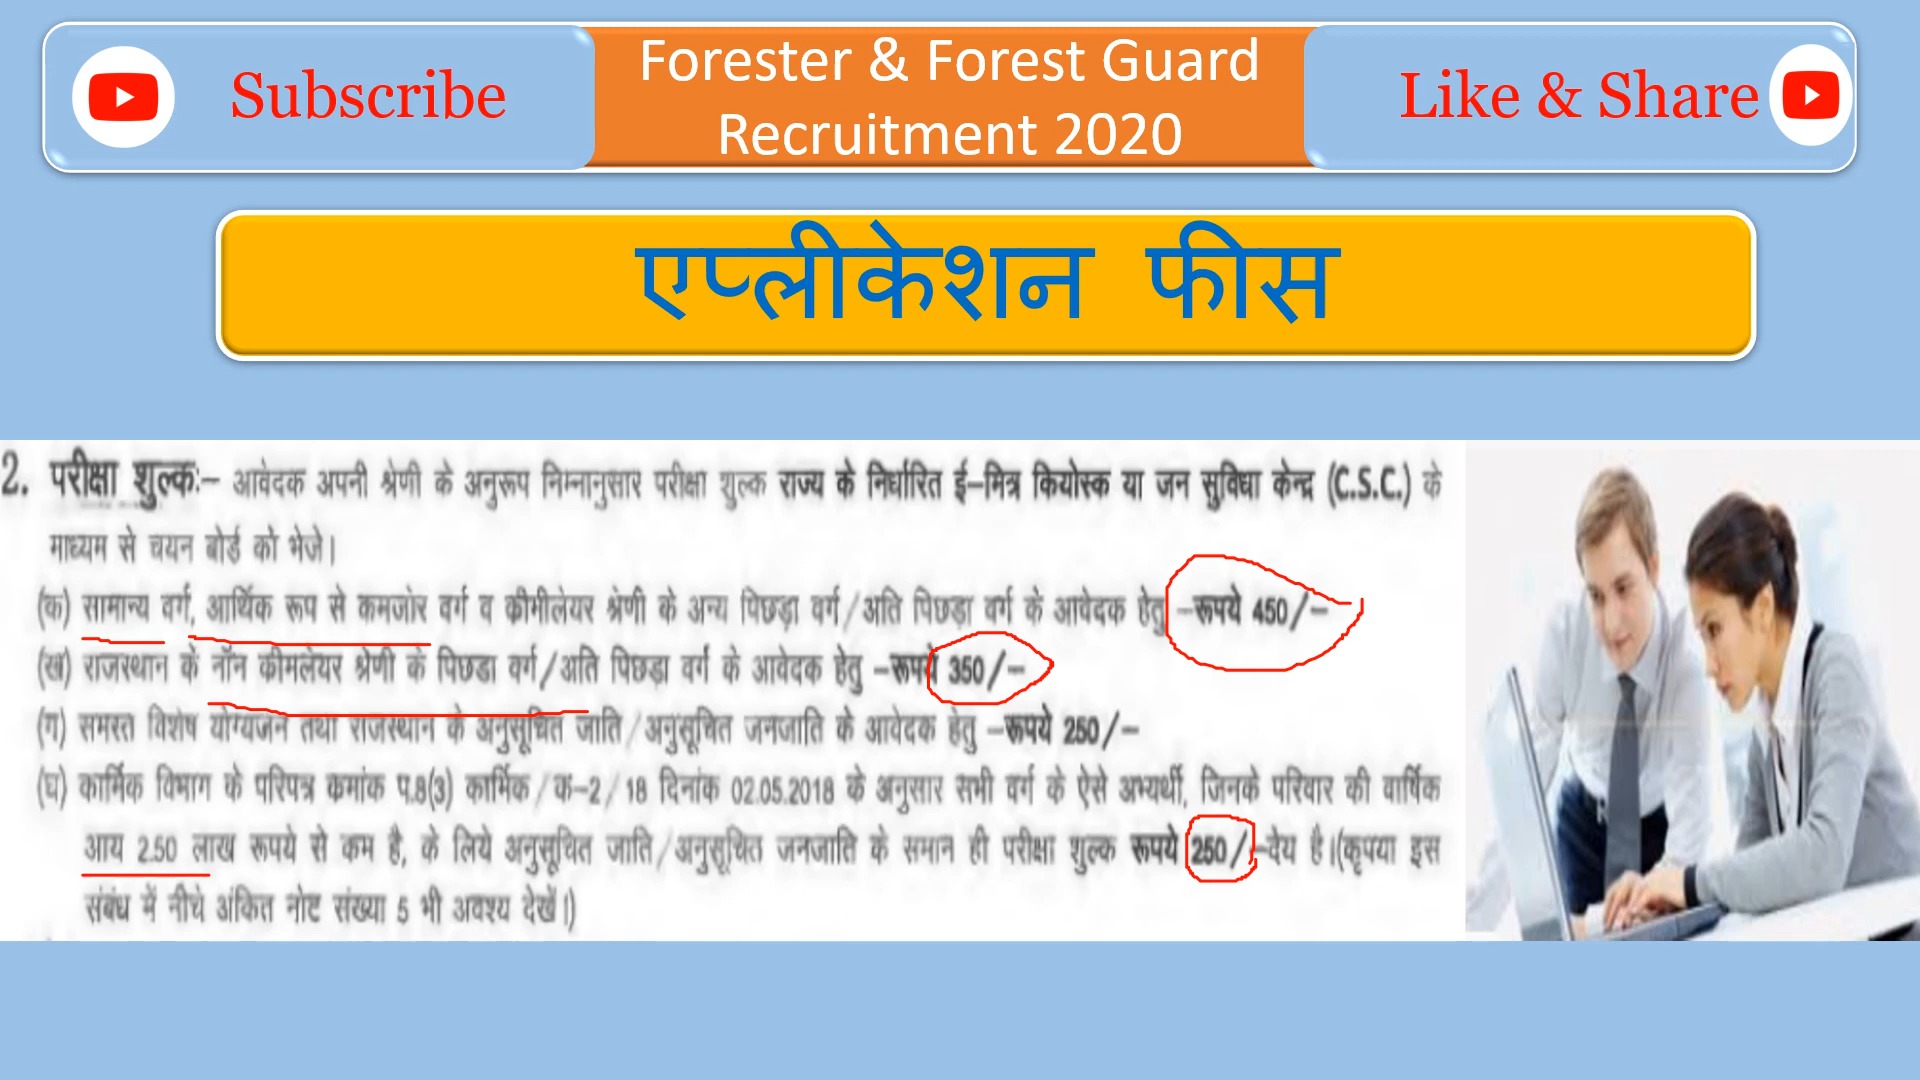 Subscribe
Forester & Forest Guard
Recruitment 2020
Like & Share
एप्लीकेशन फीस
2. परीक्षा शुल्क:– आवेदक अपनी श्रेणी के अनुरूप निम्नानुसार परीक्षा शुल्क राज्य के निर्धारित ई–मित्र कियोस्क या जन सुविधा केन्द्र (C.S.C.) के
माध्यम से चयन बोर्ड को भेजे।
(क) सामान्य वर्ग, आर्थिक रूप से कमजोर वर्ग व क्रीमीलेयर श्रेणी के अन्य पिछड़ा वर्ग/अति पिछड़ा वर्ग के आवेदक हेतु –रूपये 450/–
(ख) राजस्थान के नॉन क्रीमलेयर श्रेणी के पिछडा वर्ग/अति पिछड़ा वर्ग के आवेदक हेतु –रूपये 350/–
(ग) समस्त विशेष योग्यजन तथा राजस्थान के अनुसूचित जाति/अनुसूचित जनजाति के आवेदक हेतु –रूपये 250/–
(घ) कार्मिक विभाग के परिपत्र क्रमांक प.8(3) कार्मिक/क–2/18 दिनांक 02.05.2018 के अनुसार सभी वर्ग के ऐसे अभ्यर्थी, जिनके परिवार की वार्षिक
आय 2.50 लाख रूपये से कम है, के लिये अनुसूचित जाति/अनुसूचित जनजाति के समान ही परीक्षा शुल्क रूपये 250/–देय है।(कृपया इस
संबंध में नीचे अंकित नोट संख्या 5 भी अवश्य देखें।)